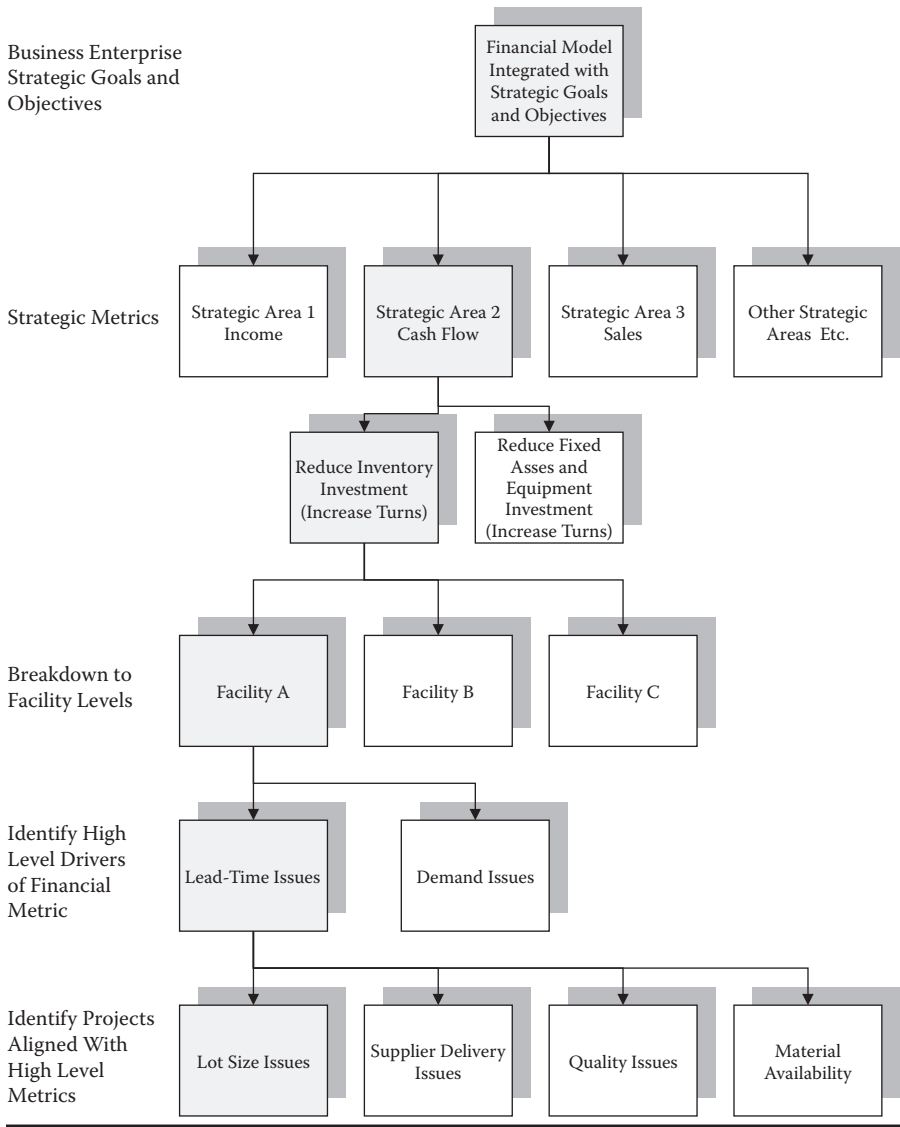 Business Enterprise
Strategic Goals and
Objectives
Financial Model
Integrated with
Strategic Goals
and Objectives
Strategic Metrics
Strategic Area 1
Income
Strategic Area 2
Cash Flow
Strategic Area 3
Sales
Other Strategic
Areas Etc.
Reduce Inventory
Investment
(Increase Turns)
Reduce Fixed
Asses and
Equipment
Investment
(Increase Turns)
Breakdown to
Facility Levels
Facility A
Facility B
Facility C
Identify High
Level Drivers
of Financial
Metric
Lead-Time Issues
Demand Issues
Identify Projects
Aligned With
High Level
Metrics
Lot Size Issues
Supplier Delivery
Issues
Quality Issues
Material
Availability